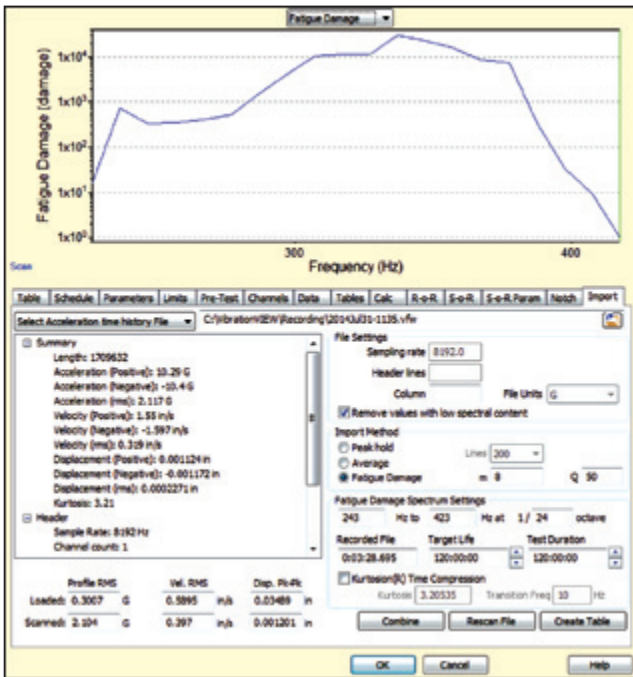 Fatigue Damage
Fatigue Damage (damage)
1x10⁴
1x10³
1x10²
1x10¹
1x10⁰
300
400
Frequency (Hz)
Scan
Table Schedule Parameters Limits Pre-Test Channels Data Tables Calc R-o-R S-o-R S-o-R Param Notch Import
Select Acceleration time history File C:\VibrationVIEW\Recording\2014Jul31-1135.vfw
Summary
Length: 1709632
Acceleration (Positive): 10.29 G
Acceleration (Negative): -10.4 G
Acceleration (rms): 2.117 G
Velocity (Positive): 1.55 in/s
Velocity (Negative): -1.597 in/s
Velocity (rms): 0.319 in/s
Displacement (Positive): 0.001124 in
Displacement (Negative): -0.001172 in
Displacement (rms): 0.0002271 in
Kurtosis: 3.21
Header
Sample Rate: 8192 Hz
Channel count: 1
File Settings
Sampling rate 8192.0
Header lines
Column File Units G
Remove values with low spectral content
Import Method
Peak hold
Lines 200
Average
Fatigue Damage m 8 Q 50
Fatigue Damage Spectrum Settings
243 Hz to 423 Hz at 1 / 24 octave
Recorded File Target Life Test Duration
0:03:28.695 120:00:00 120:00:00
Kurtosion(R) Time Compression
Kurtosis 3.20535 Transition Freq 10 Hz
Profile RMS Vel. RMS Disp. Pk-Pk
Loaded: 0.3007 G 0.5895 in/s 0.03489 in
Scanned: 2.104 G 0.397 in/s 0.001201 in
Combine Rescan File Create Table
OK Cancel Help